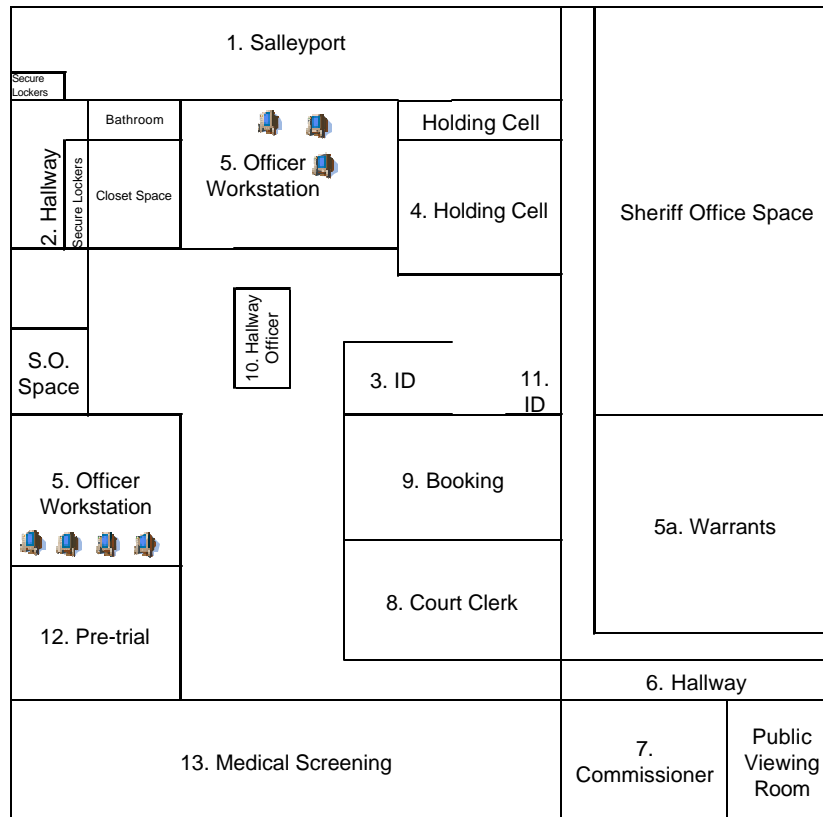 1. Salleyport
Secure
Lockers
Bathroom
Holding Cell
2. Hallway
Secure Lockers
Closet Space
5. Officer
Workstation
4. Holding Cell
Sheriff Office Space
10. Hallway
Officer
S.O.
Space
3. ID
11.
ID
5. Officer
Workstation
9. Booking
5a. Warrants
12. Pre-trial
8. Court Clerk
6. Hallway
13. Medical Screening
7.
Commissioner
Public
Viewing
Room